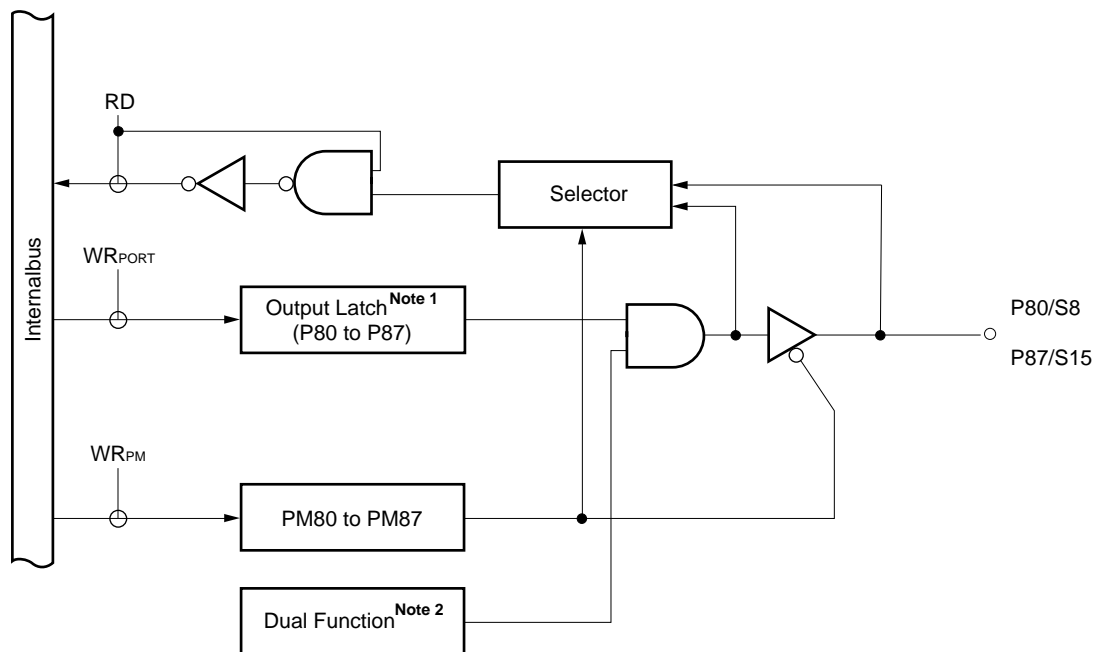 RD
Selector
Internalbus
WRPORT
Output Latch Note 1
(P80 to P87)
P80/S8
P87/S15
WRPM
PM80 to PM87
Dual Function Note 2